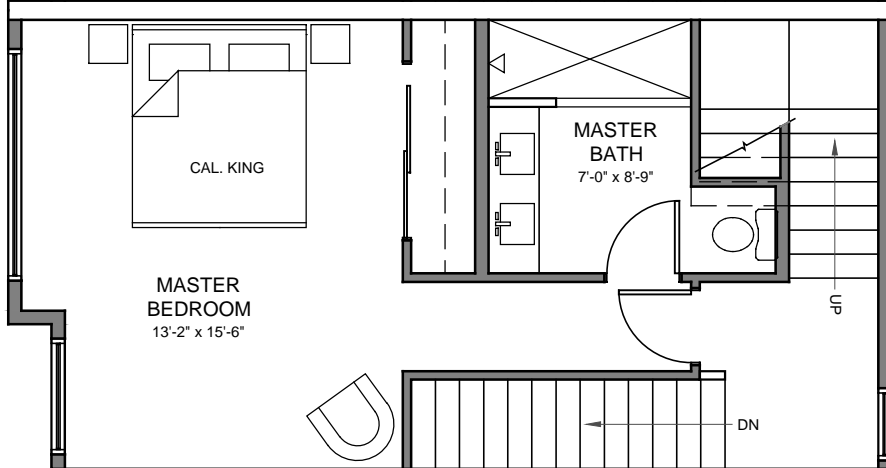 CAL. KING
MASTER
BATH
7'-0" x 8'-9"
MASTER
BEDROOM
13'-2" x 15'-6"
UP
DN